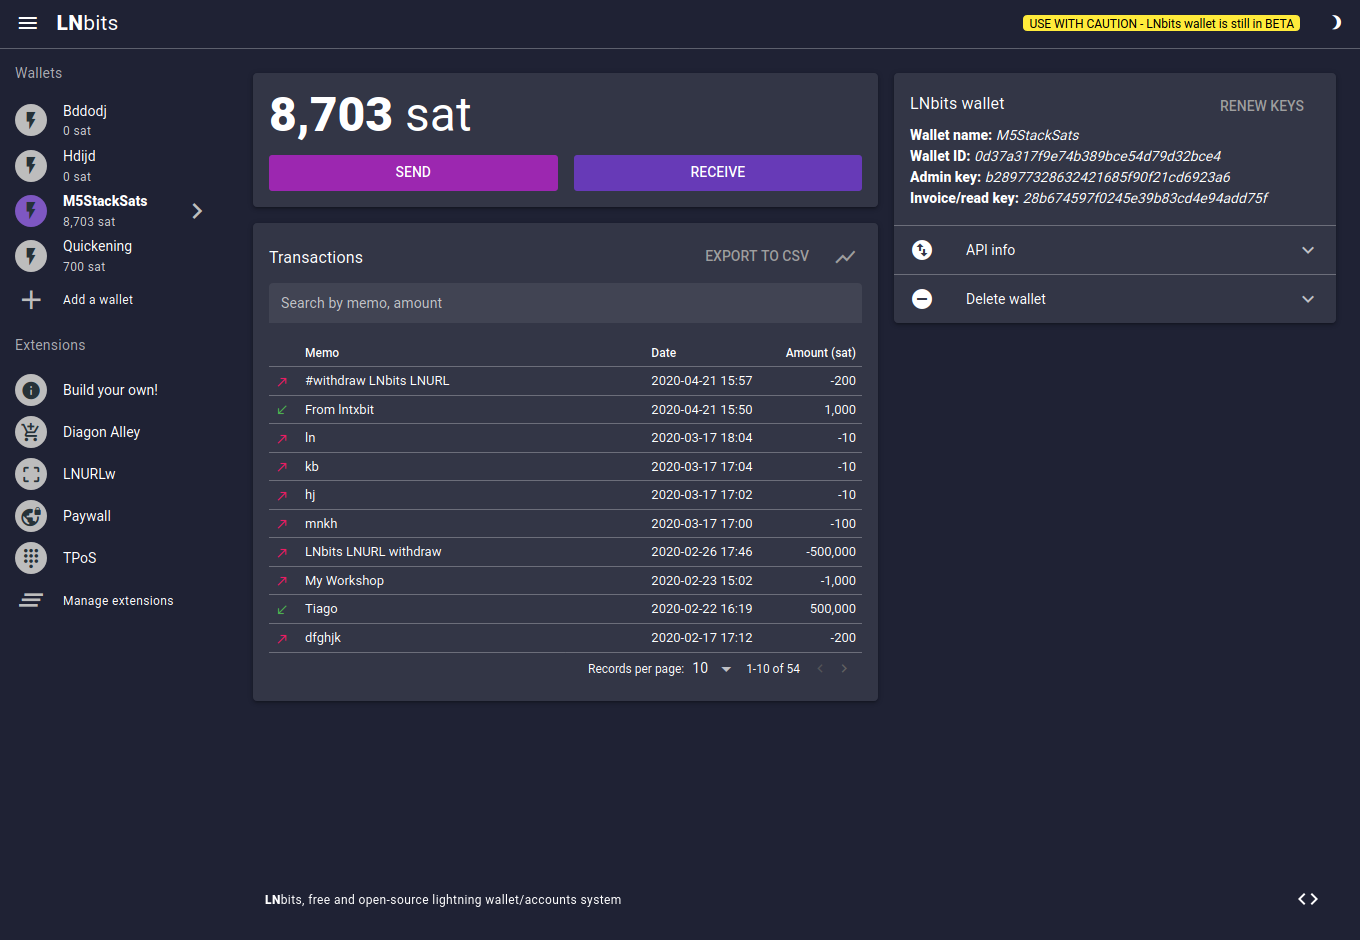 LNbits
USE WITH CAUTION - LNbits wallet is still in BETA
Wallets
Bddodj
0 sat
Hdijd
0 sat
M5StackSats
8,703 sat
Quickening
700 sat
Add a wallet
Extensions
Build your own!
Diagon Alley
LNURLw
Paywall
TPoS
Manage extensions
8,703 sat
SEND RECEIVE
Transactions EXPORT TO CSV
Search by memo, amount
Memo Date Amount (sat)
#withdraw LNbits LNURL 2020-04-21 15:57 -200
From lntxbit 2020-04-21 15:50 1,000
ln 2020-03-17 18:04 -10
kb 2020-03-17 17:04 -10
hj 2020-03-17 17:02 -10
mnkh 2020-03-17 17:00 -100
LNbits LNURL withdraw 2020-02-26 17:46 -500,000
My Workshop 2020-02-23 15:02 -1,000
Tiago 2020-02-22 16:19 500,000
dfghjk 2020-02-17 17:12 -200
Records per page: 10 1-10 of 54
LNbits wallet RENEW KEYS
Wallet name: M5StackSats
Wallet ID: 0d37a317f9e74b389bce54d79d32bce4
Admin key: b28977328632421685f90f21cd6923a6
Invoice/read key: 28b674597f0245e39b83cd4e94add75f
API info
Delete wallet
LNbits, free and open-source lightning wallet/accounts system